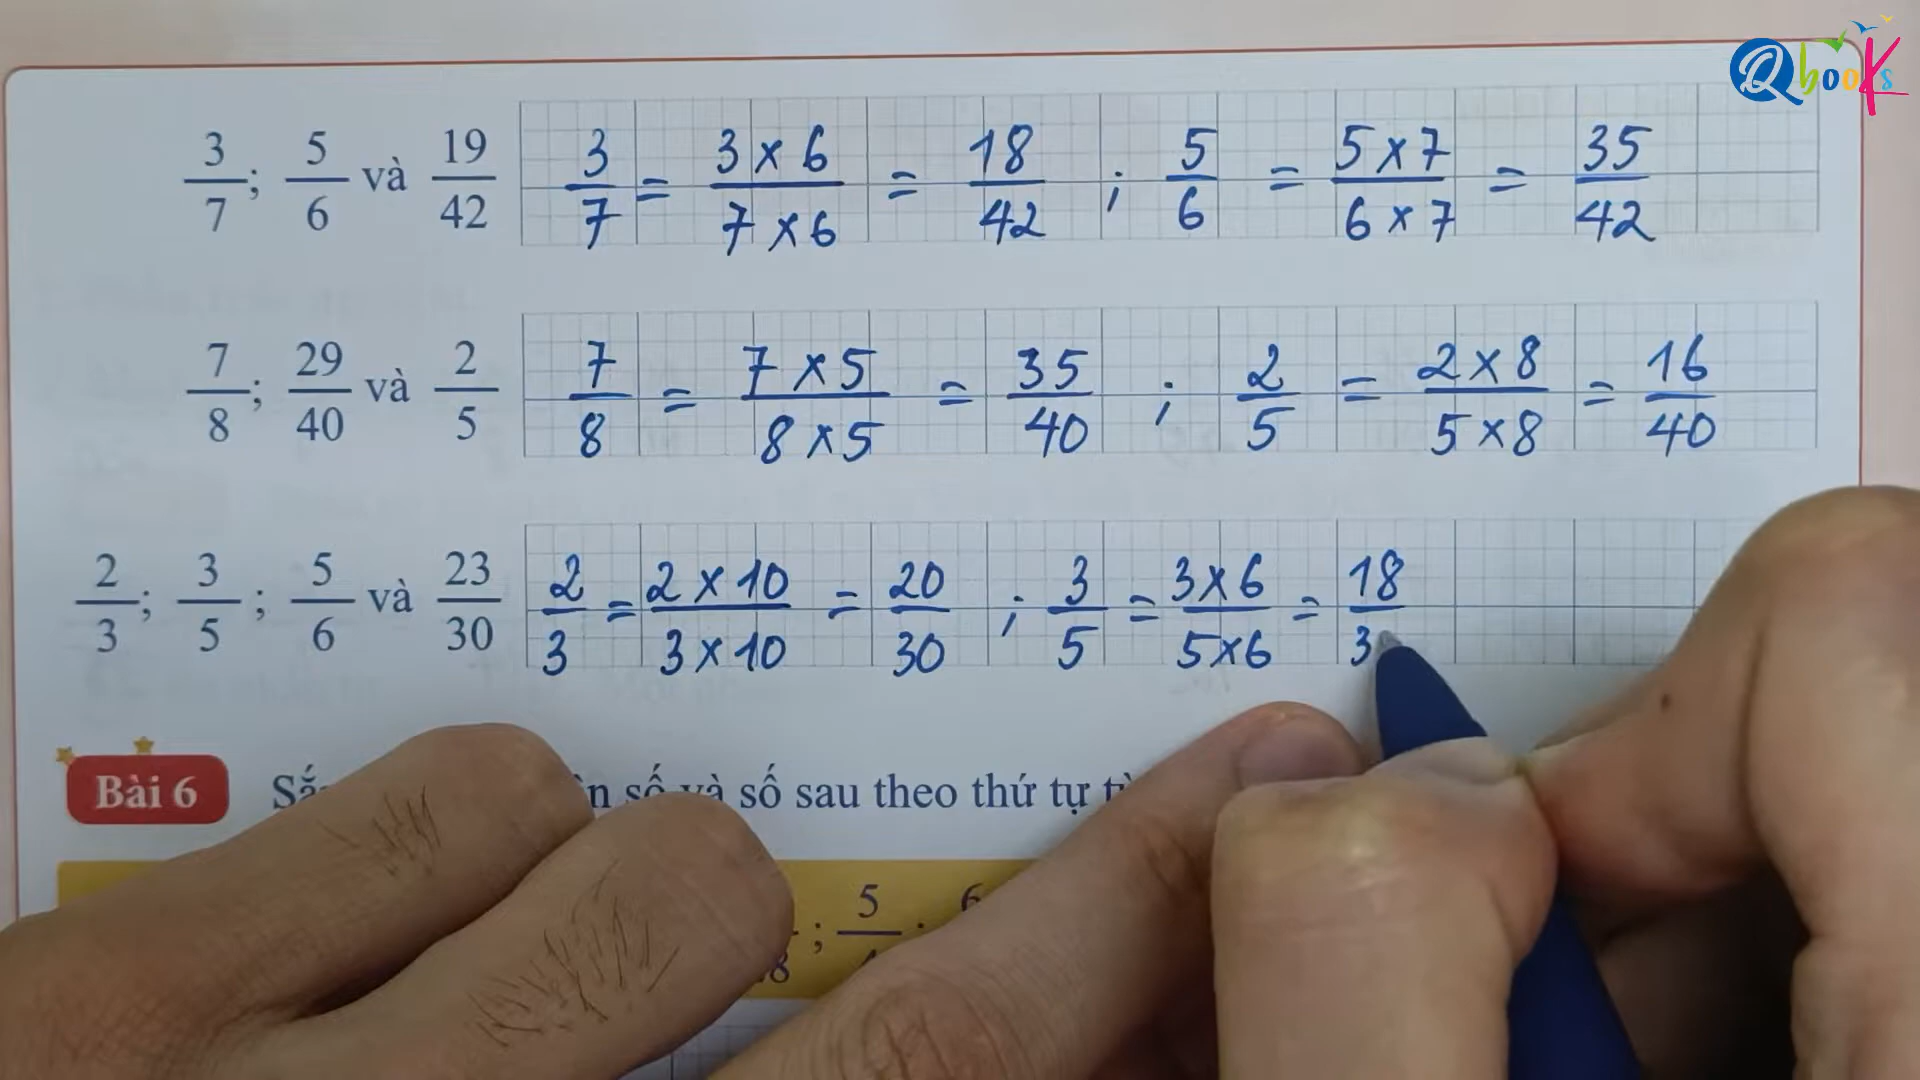 Qbooks
3/7; 5/6 và 19/42 3/7 = 3 x 6 / 7 x 6 = 18/42 ; 5/6 = 5 x 7 / 6 x 7 = 35/42
7/8; 29/40 và 2/5 7/8 = 7 x 5 / 8 x 5 = 35/40 ; 2/5 = 2 x 8 / 5 x 8 = 16/40
2/3; 3/5; 5/6 và 23/30 2/3 = 2 x 10 / 3 x 10 = 20/30 ; 3/5 = 3 x 6 / 5 x 6 = 18/3
Bài 6 số và số sau theo thứ tự
; 5